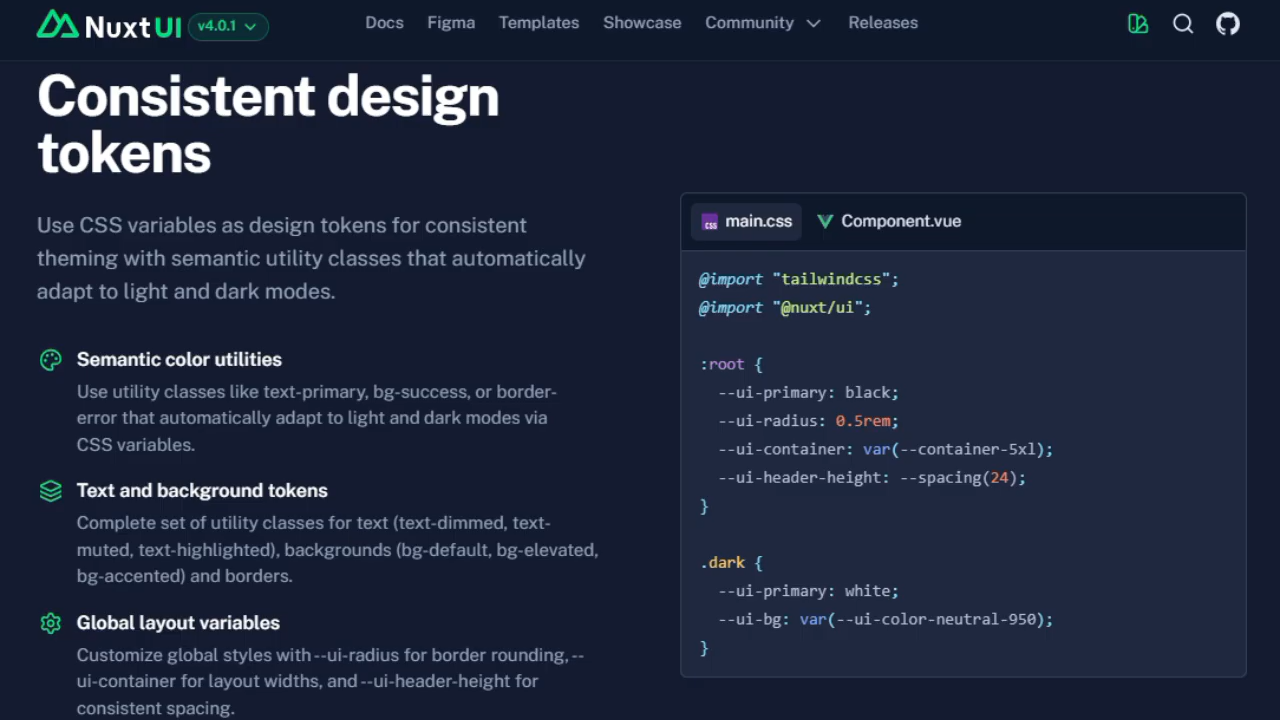 Nuxt UI v4.0.1 Docs Figma Templates Showcase Community Releases
Consistent design
tokens
Use CSS variables as design tokens for consistent
theming with semantic utility classes that automatically
adapt to light and dark modes.
Semantic color utilities
Use utility classes like text-primary, bg-success, or border-
error that automatically adapt to light and dark modes via
CSS variables.
Text and background tokens
Complete set of utility classes for text (text-dimmed, text-
muted, text-highlighted), backgrounds (bg-default, bg-elevated,
bg-accented) and borders.
Global layout variables
Customize global styles with --ui-radius for border rounding, --
ui-container for layout widths, and --ui-header-height for
consistent spacing.
CSS main.css Component.vue
@import "tailwindcss";
@import "@nuxt/ui";
:root {
--ui-primary: black;
--ui-radius: 0.5rem;
--ui-container: var(--container-5xl);
--ui-header-height: --spacing(24);
}
.dark {
--ui-primary: white;
--ui-bg: var(--ui-color-neutral-950);
}